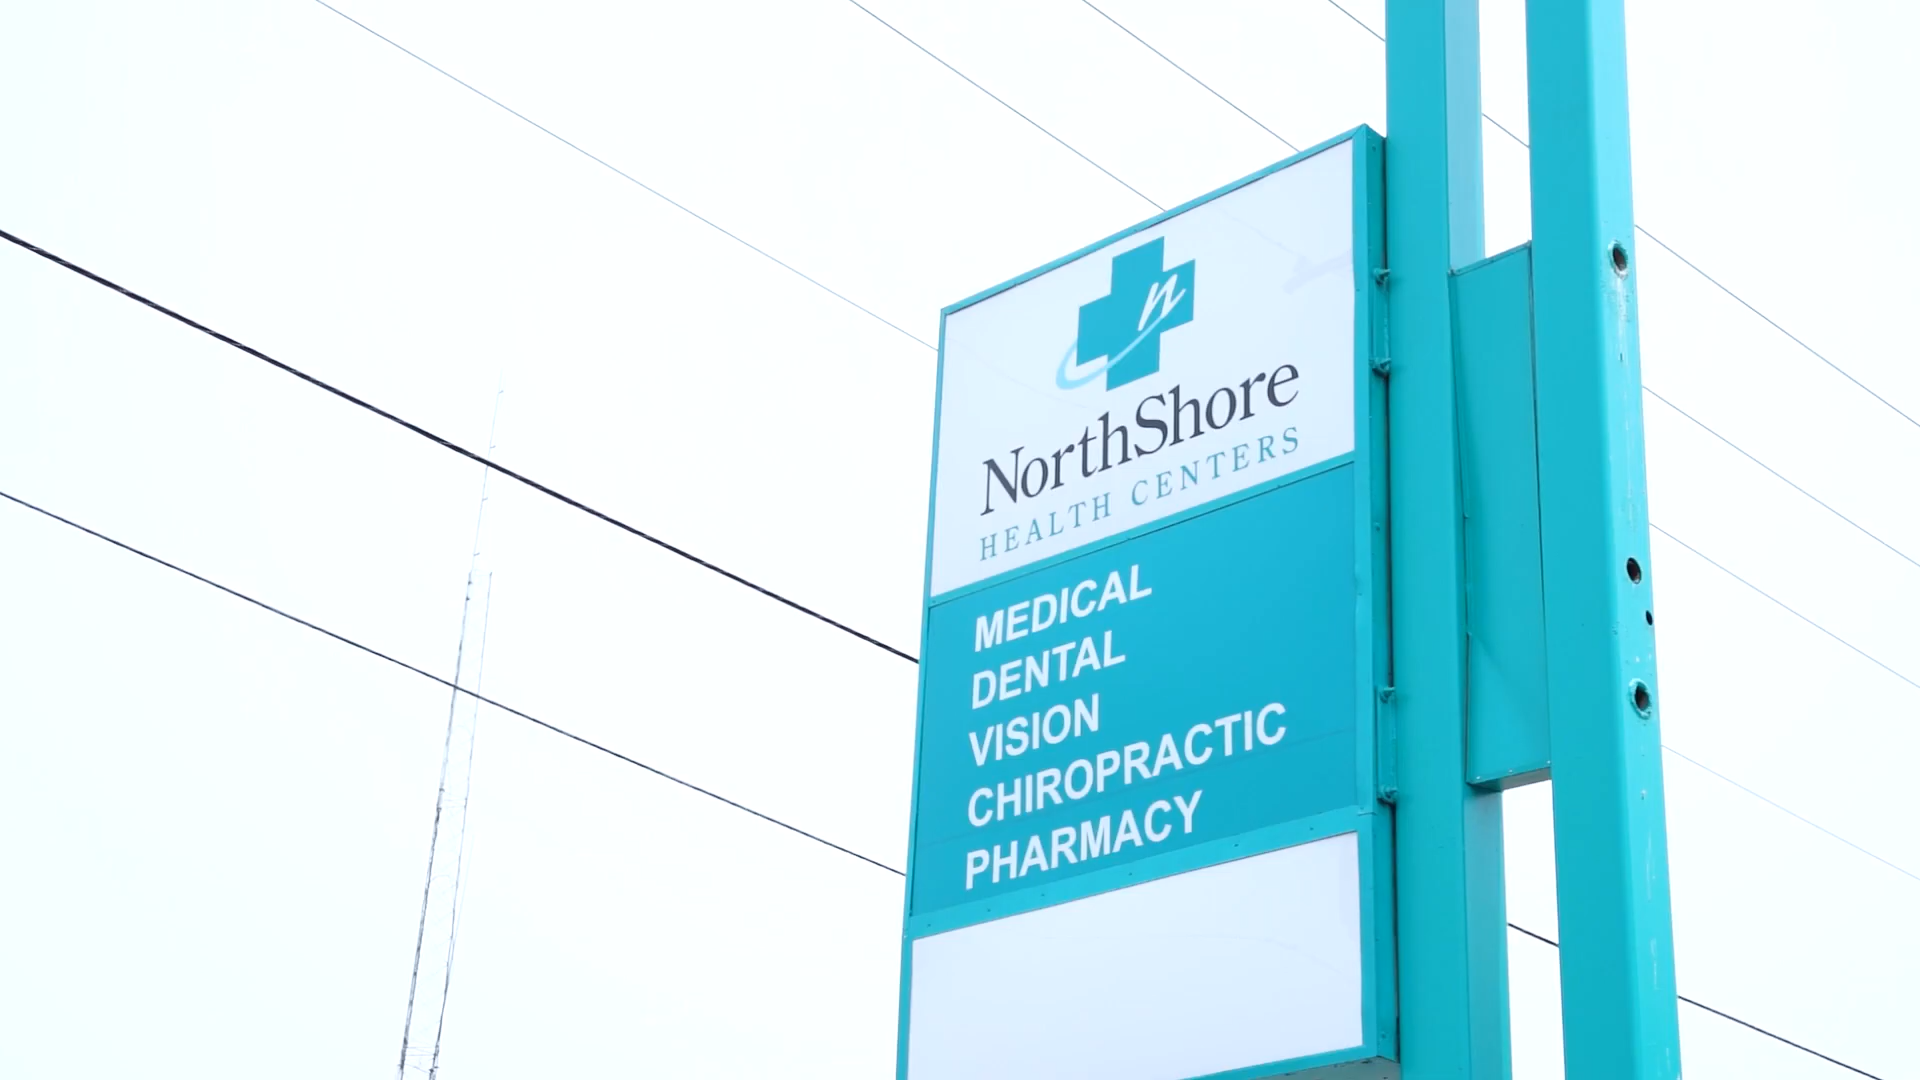 n
NorthShore
HEALTH CENTERS
MEDICAL
DENTAL
VISION
CHIROPRACTIC
PHARMACY